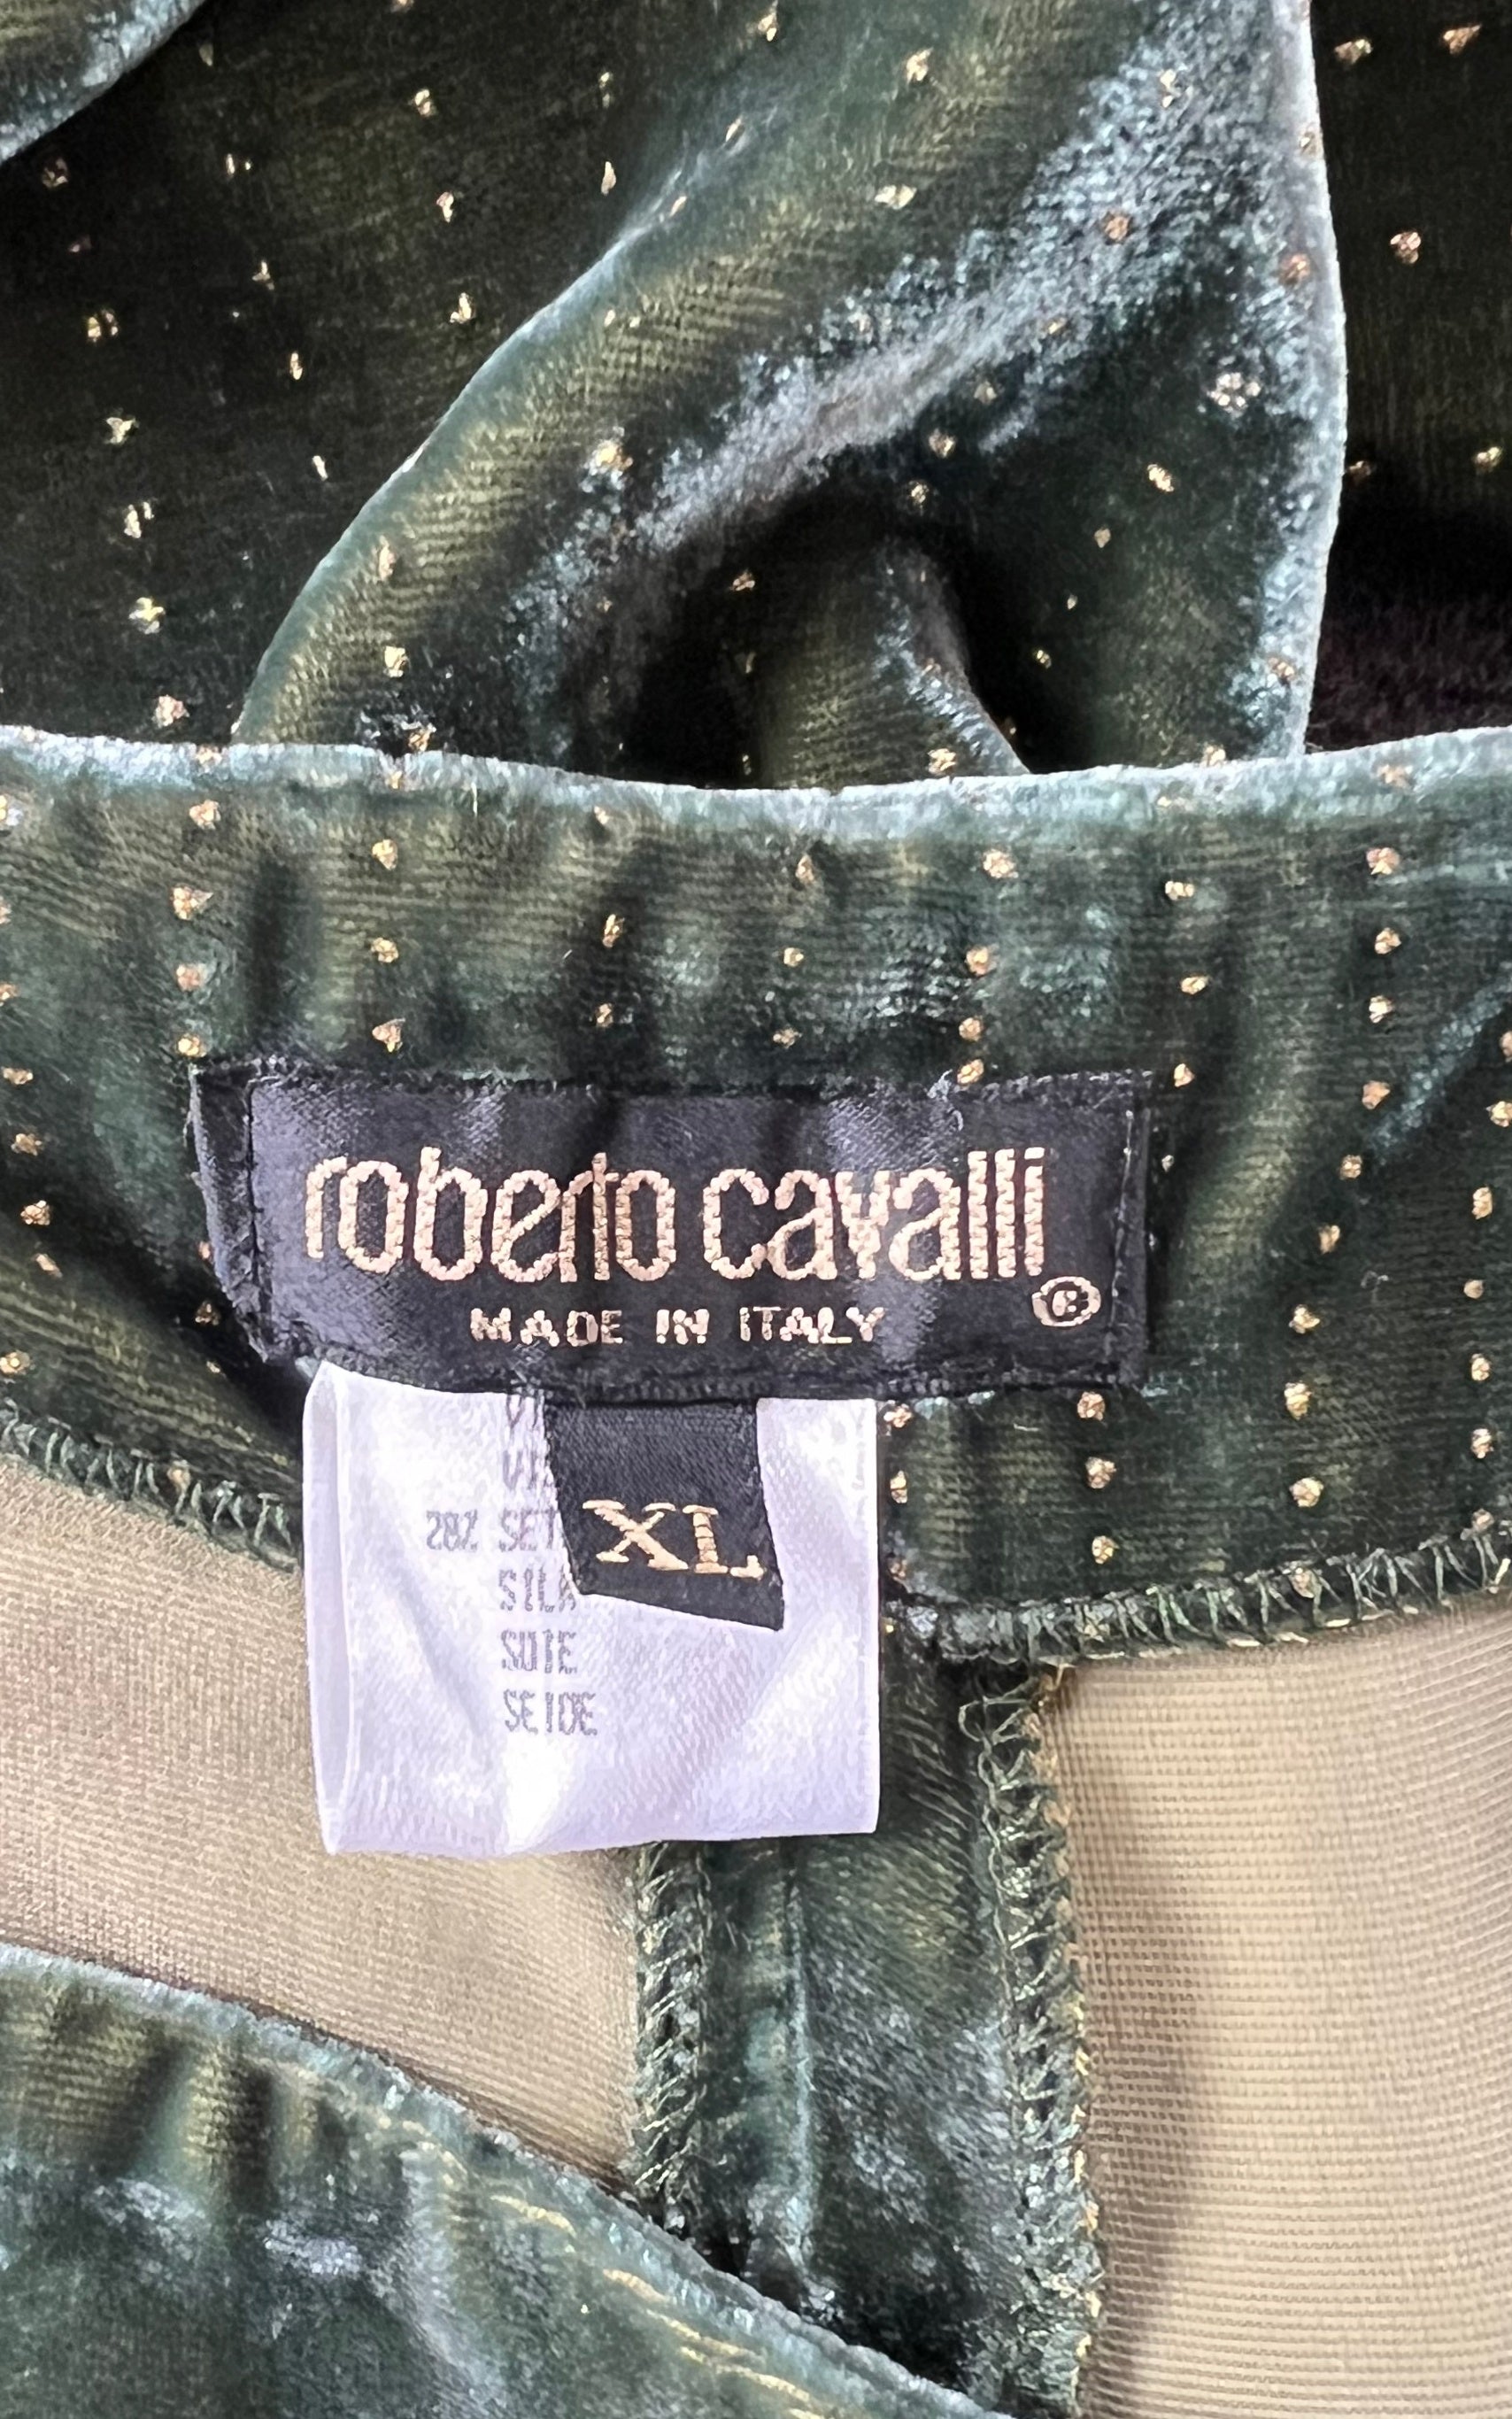 roberto cavalli
MADE IN ITALY ®
XL
28% SET
SILK
SOIE
SEIDE